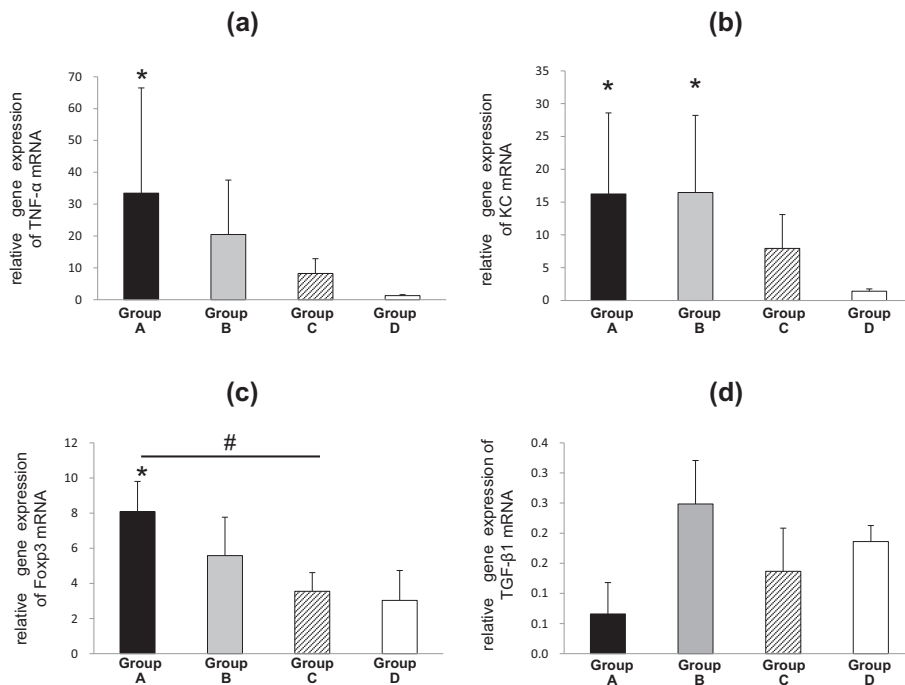 (a)
relative gene expression
of TNF-α mRNA
70
60
50
40
30
20
10
0
*
Group
A
Group
B
Group
C
Group
D
(b)
relative gene expression
of KC mRNA
35
30
25
20
15
10
5
0
*
*
Group
A
Group
B
Group
C
Group
D
(c)
relative gene expression
of Foxp3 mRNA
12
10
8
6
4
2
0
#
*
Group
A
Group
B
Group
C
Group
D
(d)
relative gene expression of
TGF-β1 mRNA
0.4
0.3
0.3
0.2
0.2
0.1
0.1
0.0
Group
A
Group
B
Group
C
Group
D